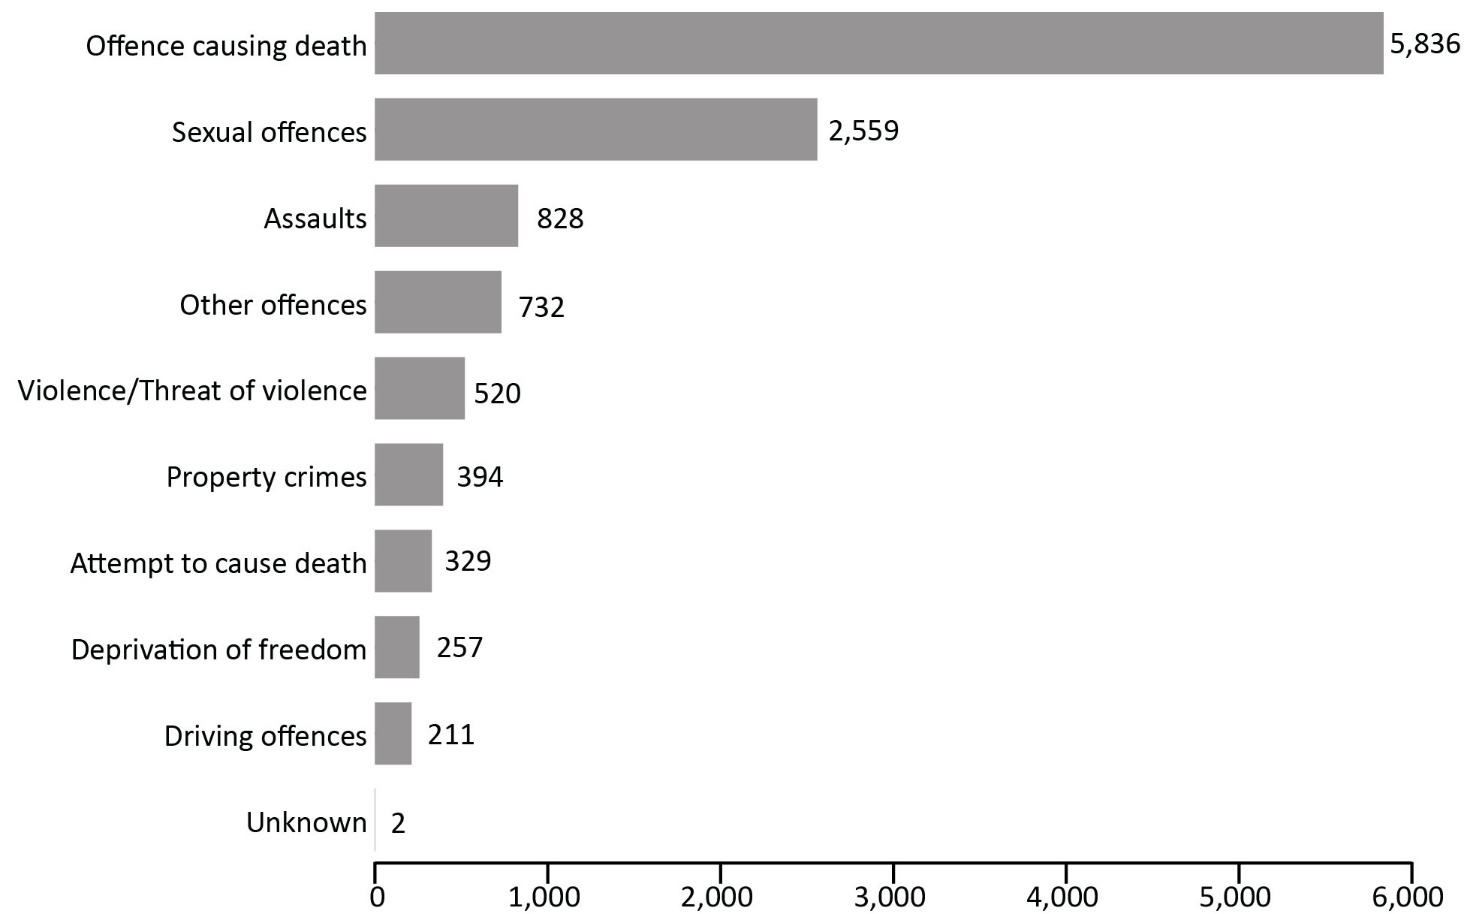 Offence causing death 5,836
Sexual offences 2,559
Assaults 828
Other offences 732
Violence/Threat of violence 520
Property crimes 394
Attempt to cause death 329
Deprivation of freedom 257
Driving offences 211
Unknown 2
0 1,000 2,000 3,000 4,000 5,000 6,000